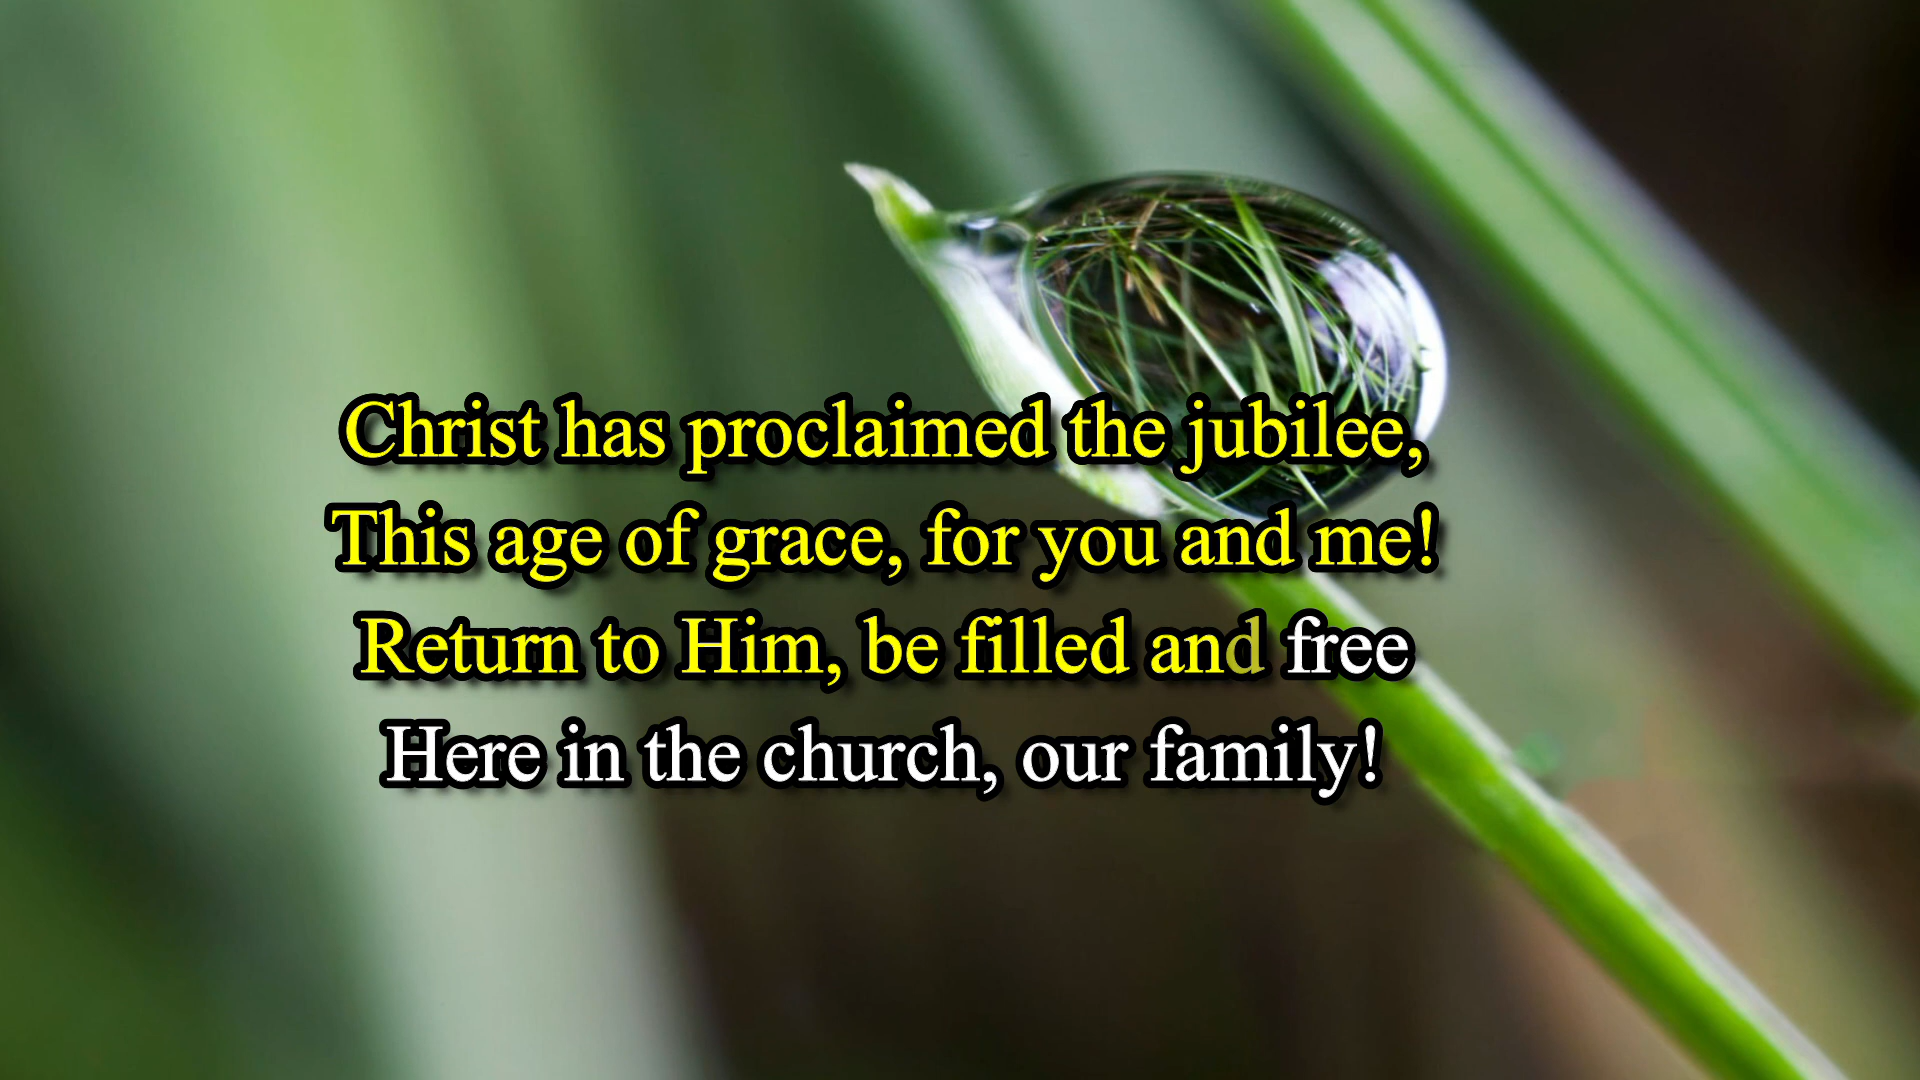 Christ has proclaimed the jubilee,
This age of grace, for you and me!
Return to Him, be filled and free
Here in the church, our family!